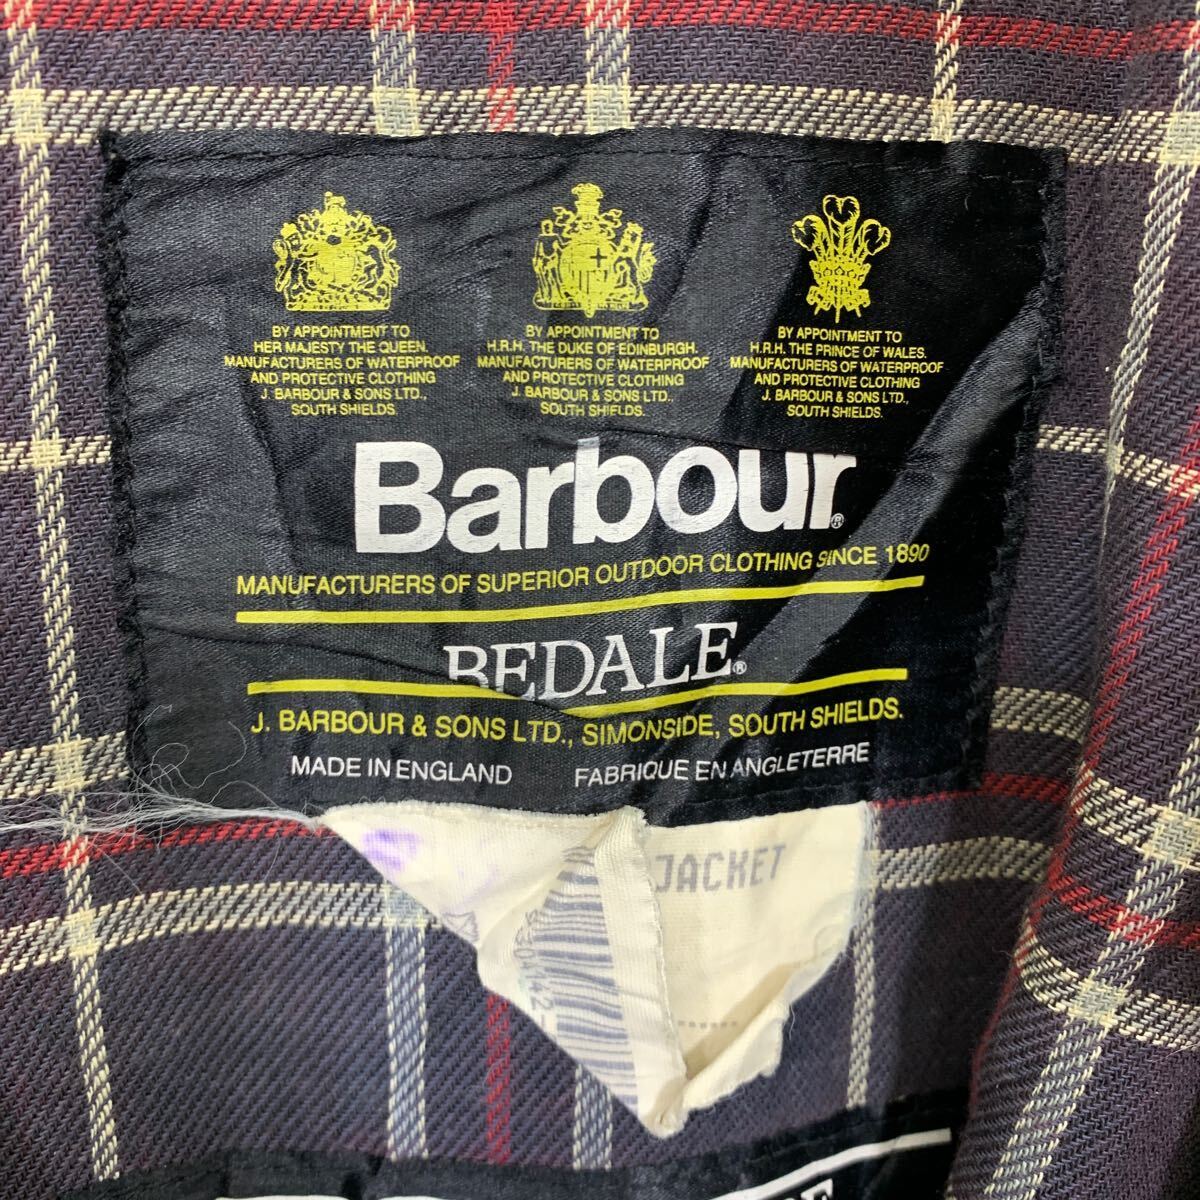 BY APPOINTMENT TO
HER MAJESTY THE QUEEN.
MANUFACTURERS OF WATERPROOF
AND PROTECTIVE CLOTHING
J. BARBOUR & SONS LTD.,
SOUTH SHIELDS.
BY APPOINTMENT TO
H.R.H. THE DUKE OF EDINBURGH.
MANUFACTURERS OF WATERPROOF
AND PROTECTIVE CLOTHING
J. BARBOUR & SONS LTD.,
SOUTH SHIELDS.
BY APPOINTMENT TO
H.R.H. THE PRINCE OF WALES.
MANUFACTURERS OF WATERPROOF
AND PROTECTIVE CLOTHING
J. BARBOUR & SONS LTD.,
SOUTH SHIELDS.
Barbour®
MANUFACTURERS OF SUPERIOR OUTDOOR CLOTHING SINCE 1890
BEDALE®
J. BARBOUR & SONS LTD., SIMONSIDE, SOUTH SHIELDS.
MADE IN ENGLAND FABRIQUE EN ANGLETERRE
JACKET